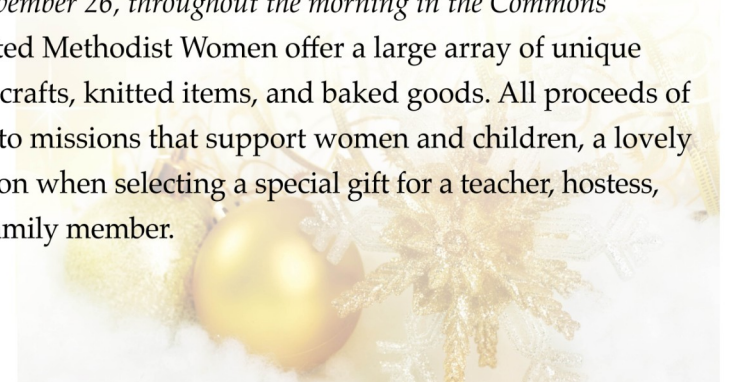 vember 26, throughout the morning in the Commons
ted Methodist Women offer a large array of unique
crafts, knitted items, and baked goods. All proceeds of
to missions that support women and children, a lovely
on when selecting a special gift for a teacher, hostess,
mily member.